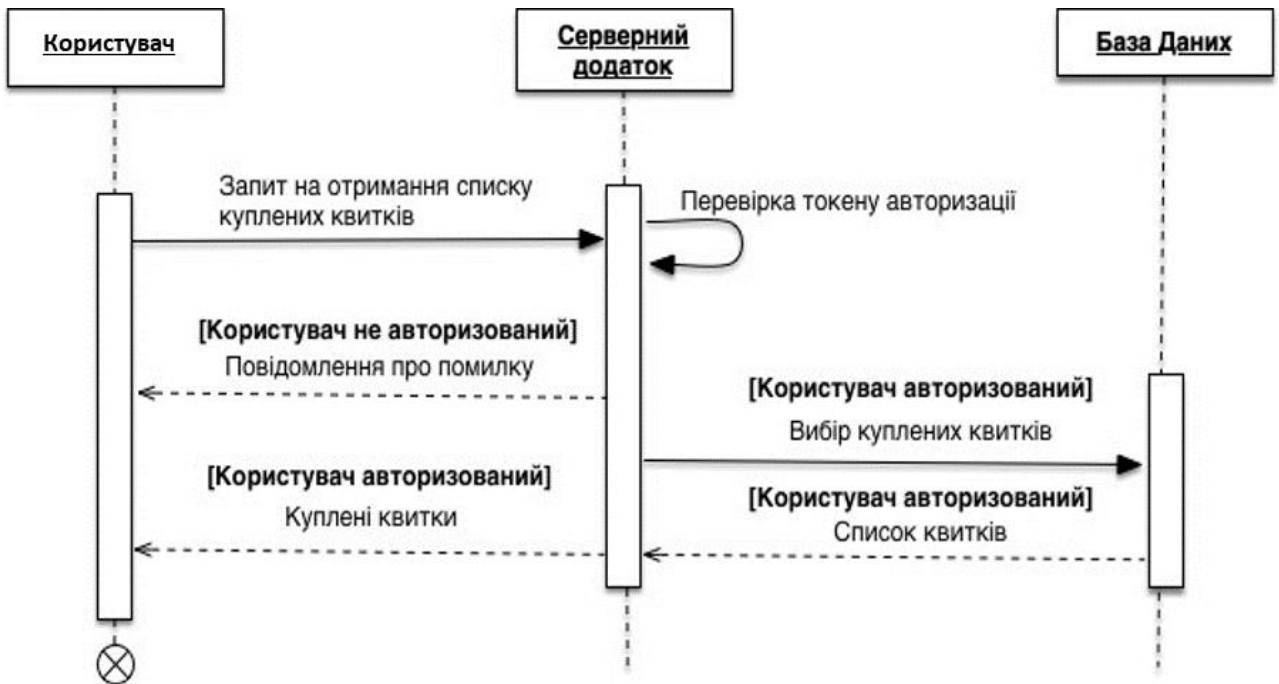 Користувач
Серверний
додаток
База Даних
Запит на отримання списку
куплених квитків
Перевірка токену авторизації
[Користувач не авторизований]
Повідомлення про помилку
[Користувач авторизований]
Вибір куплених квитків
[Користувач авторизований]
Куплені квитки
[Користувач авторизований]
Список квитків